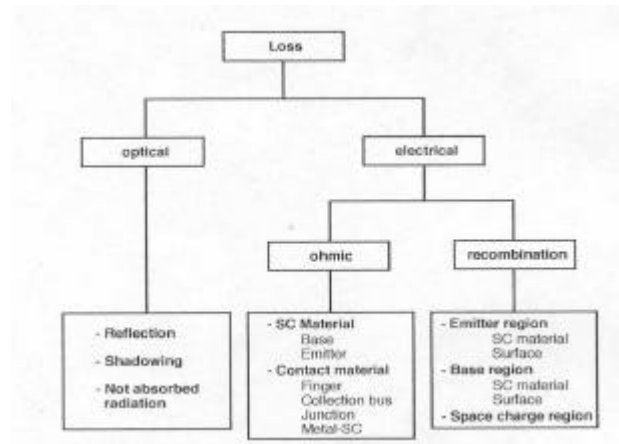 Loss
optical
electrical
ohmic
recombination
- Reflection
- Shadowing
- Not absorbed
radiation
- SC Material
Base
Emitter
- Contact material
Finger
Collection bus
Junction
Metal-SC
- Emitter region
SC material
Surface
- Base region
SC material
Surface
- Space charge region